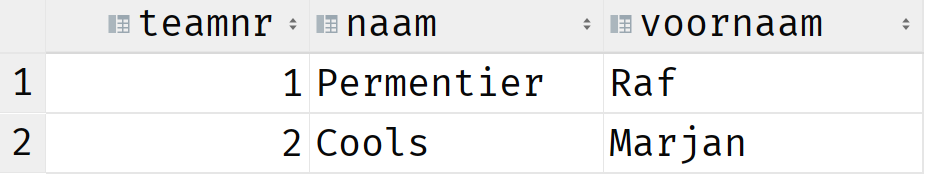 teamnr naam voornaam
1 1 Permentier Raf
2 2 Cools Marjan